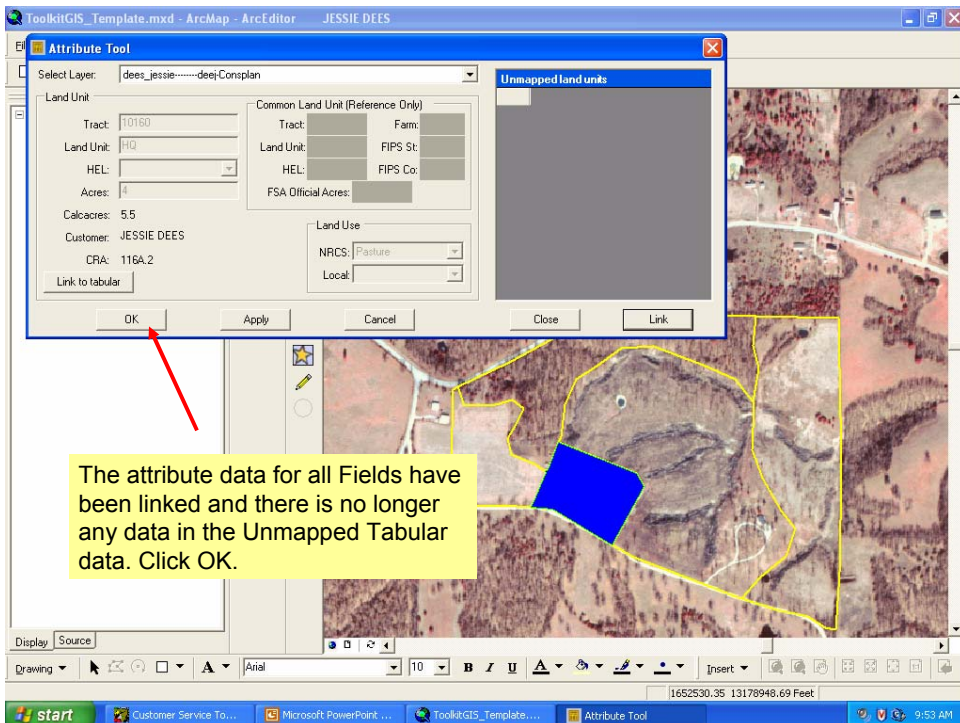 ToolkitGIS_Template.mxd - ArcMap - ArcEditor JESSIE DEES
Attribute Tool
Select Layer: dees_jessie--------deej-Consplan
Unmapped land units
Land Unit
Tract: 10160
Land Unit: HQ
HEL:
Acres: 4
Calcacres: 5.5
Customer: JESSIE DEES
CRA: 116A.2
Link to tabular
Common Land Unit (Reference Only)
Tract: Farm:
Land Unit: FIPS St:
HEL: FIPS Co:
FSA Official Acres:
Land Use
NRCS: Pasture
Local:
OK Apply Cancel Close Link
The attribute data for all Fields have
been linked and there is no longer
any data in the Unmapped Tabular
data. Click OK.
Display Source
Drawing A Arial 10 B I U A Insert
1652530.35 13178948.69 Feet
start Customer Service To... Microsoft PowerPoint ... ToolkitGIS_Template.... Attribute Tool 9:53 AM